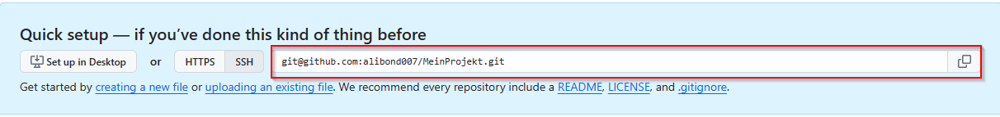 Quick setup — if you've done this kind of thing before
Set up in Desktop or HTTPS SSH git@github.com:alibond007/MeinProjekt.git
Get started by creating a new file or uploading an existing file. We recommend every repository include a README, LICENSE, and .gitignore.